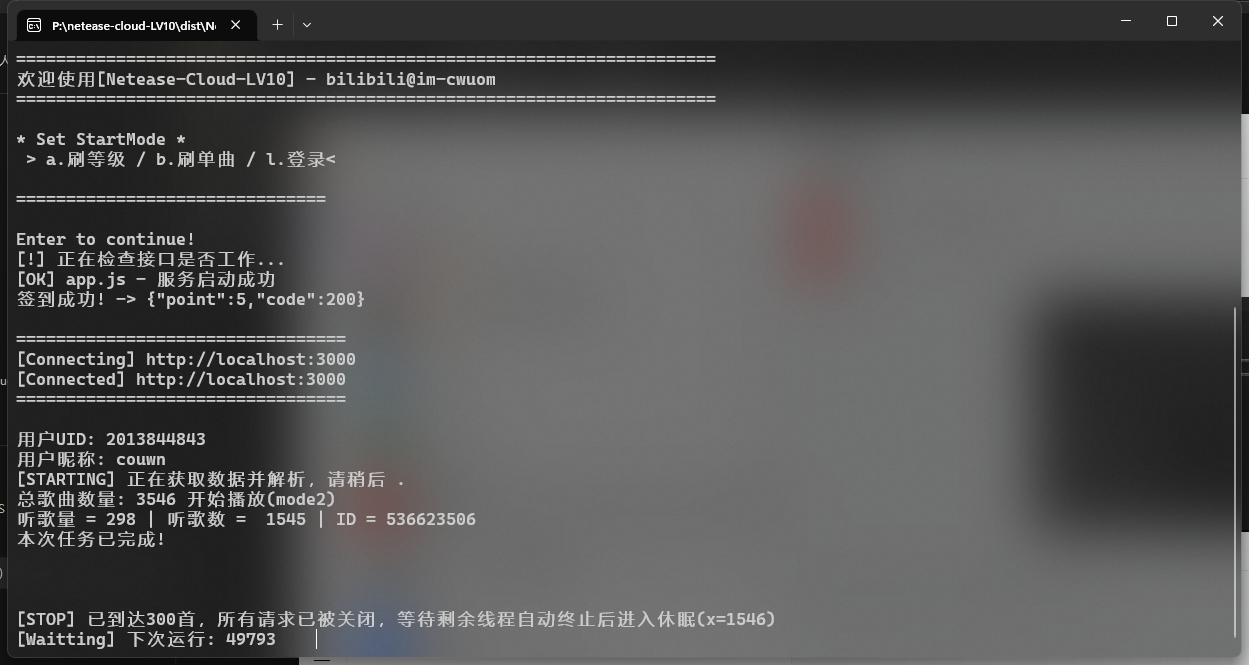 P:\netease-cloud-LV10\dist\Ne
======================================================================
欢迎使用[Netease-Cloud-LV10] - bilibili@im-cwuom
======================================================================
* Set StartMode *
> a.刷等级 / b.刷单曲 / l.登录<
===============================
Enter to continue!
[!] 正在检查接口是否工作...
[OK] app.js - 服务启动成功
签到成功! -> {"point":5,"code":200}
=================================
[Connecting] http://localhost:3000
[Connected] http://localhost:3000
=================================
用户UID: 2013844843
用户昵称: couwn
[STARTING] 正在获取数据并解析, 请稍后 .
总歌曲数量: 3546 开始播放(mode2)
听歌量 = 298 | 听歌数 =  1545 | ID = 536623506
本次任务已完成!
[STOP] 已到达300首, 所有请求已被关闭, 等待剩余线程自动终止后进入休眠(x=1546)
[Waitting] 下次运行: 49793